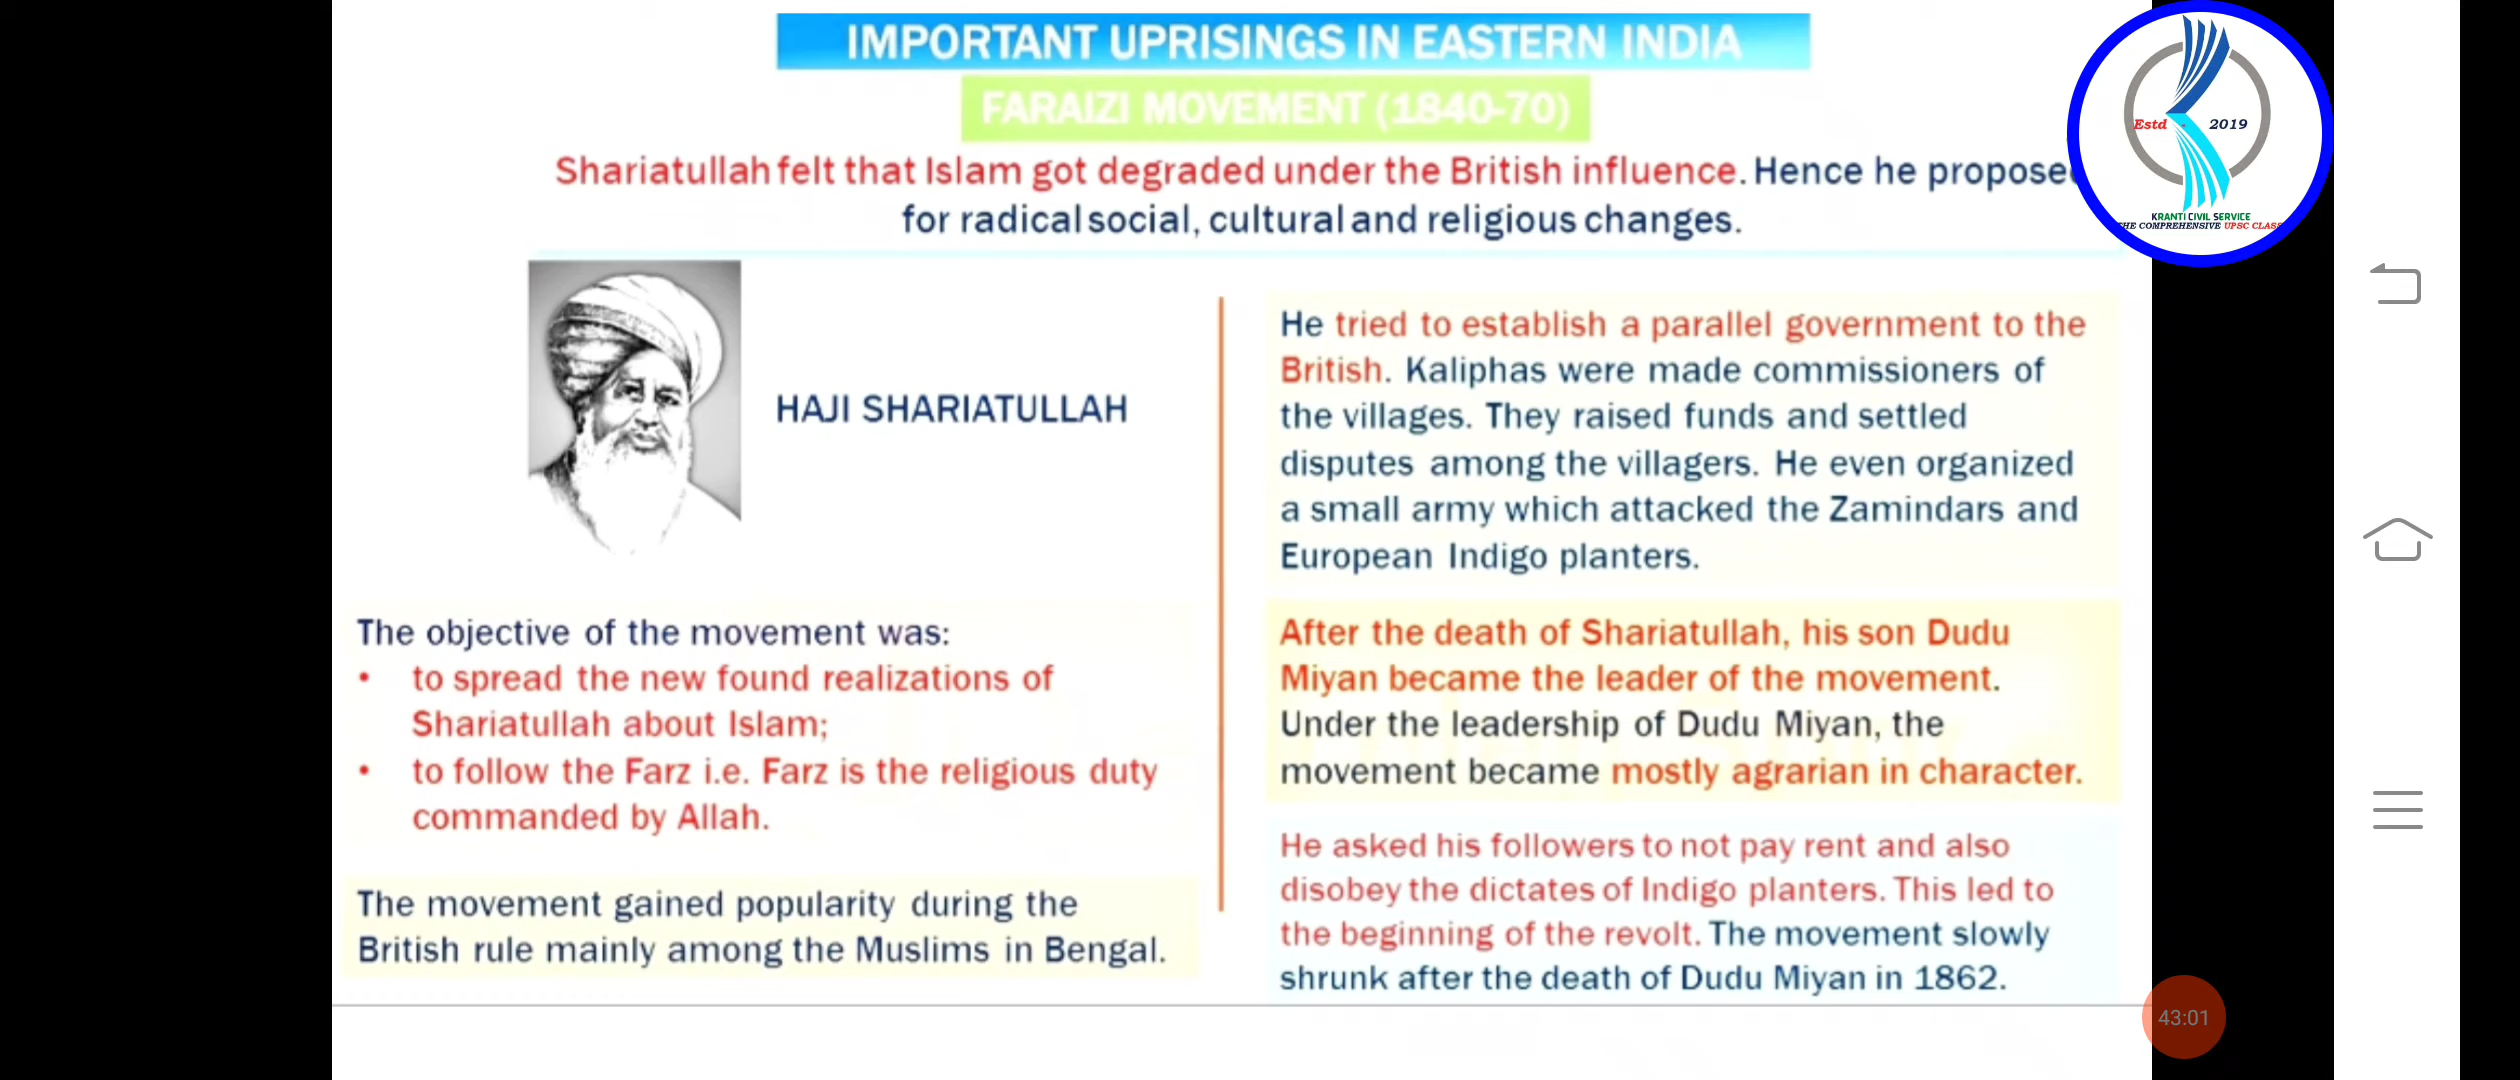 IMPORTANT UPRISINGS IN EASTERN INDIA
FARAIZI MOVEMENT (1840-70)
Shariatullah felt that Islam got degraded under the British influence. Hence he propose
for radical social, cultural and religious changes.
Estd - 2019
KRANTI CIVIL SERVICE
THE COMPREHENSIVE UPSC CLASS
HAJI SHARIATULLAH
The objective of the movement was:
• to spread the new found realizations of
Shariatullah about Islam;
• to follow the Farz i.e. Farz is the religious duty
commanded by Allah.
The movement gained popularity during the
British rule mainly among the Muslims in Bengal.
He tried to establish a parallel government to the
British. Kaliphas were made commissioners of
the villages. They raised funds and settled
disputes among the villagers. He even organized
a small army which attacked the Zamindars and
European Indigo planters.
After the death of Shariatullah, his son Dudu
Miyan became the leader of the movement.
Under the leadership of Dudu Miyan, the
movement became mostly agrarian in character.
He asked his followers to not pay rent and also
disobey the dictates of Indigo planters. This led to
the beginning of the revolt. The movement slowly
shrunk after the death of Dudu Miyan in 1862.
43:01